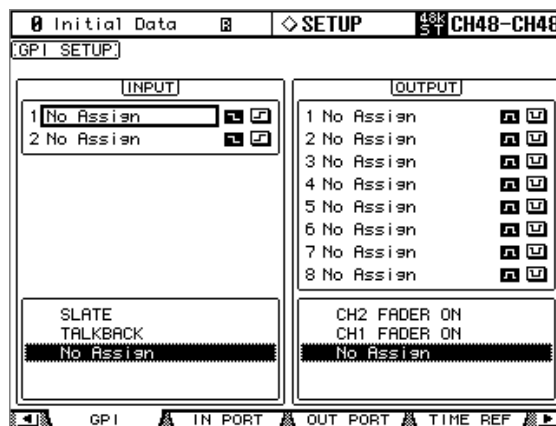 0 Initial Data
SETUP
48K ST CH48-CH48
GPI SETUP
INPUT
1 No Assign
2 No Assign
SLATE
TALKBACK
No Assign
OUTPUT
1 No Assign
2 No Assign
3 No Assign
4 No Assign
5 No Assign
6 No Assign
7 No Assign
8 No Assign
CH2 FADER ON
CH1 FADER ON
No Assign
GPI
IN PORT
OUT PORT
TIME REF